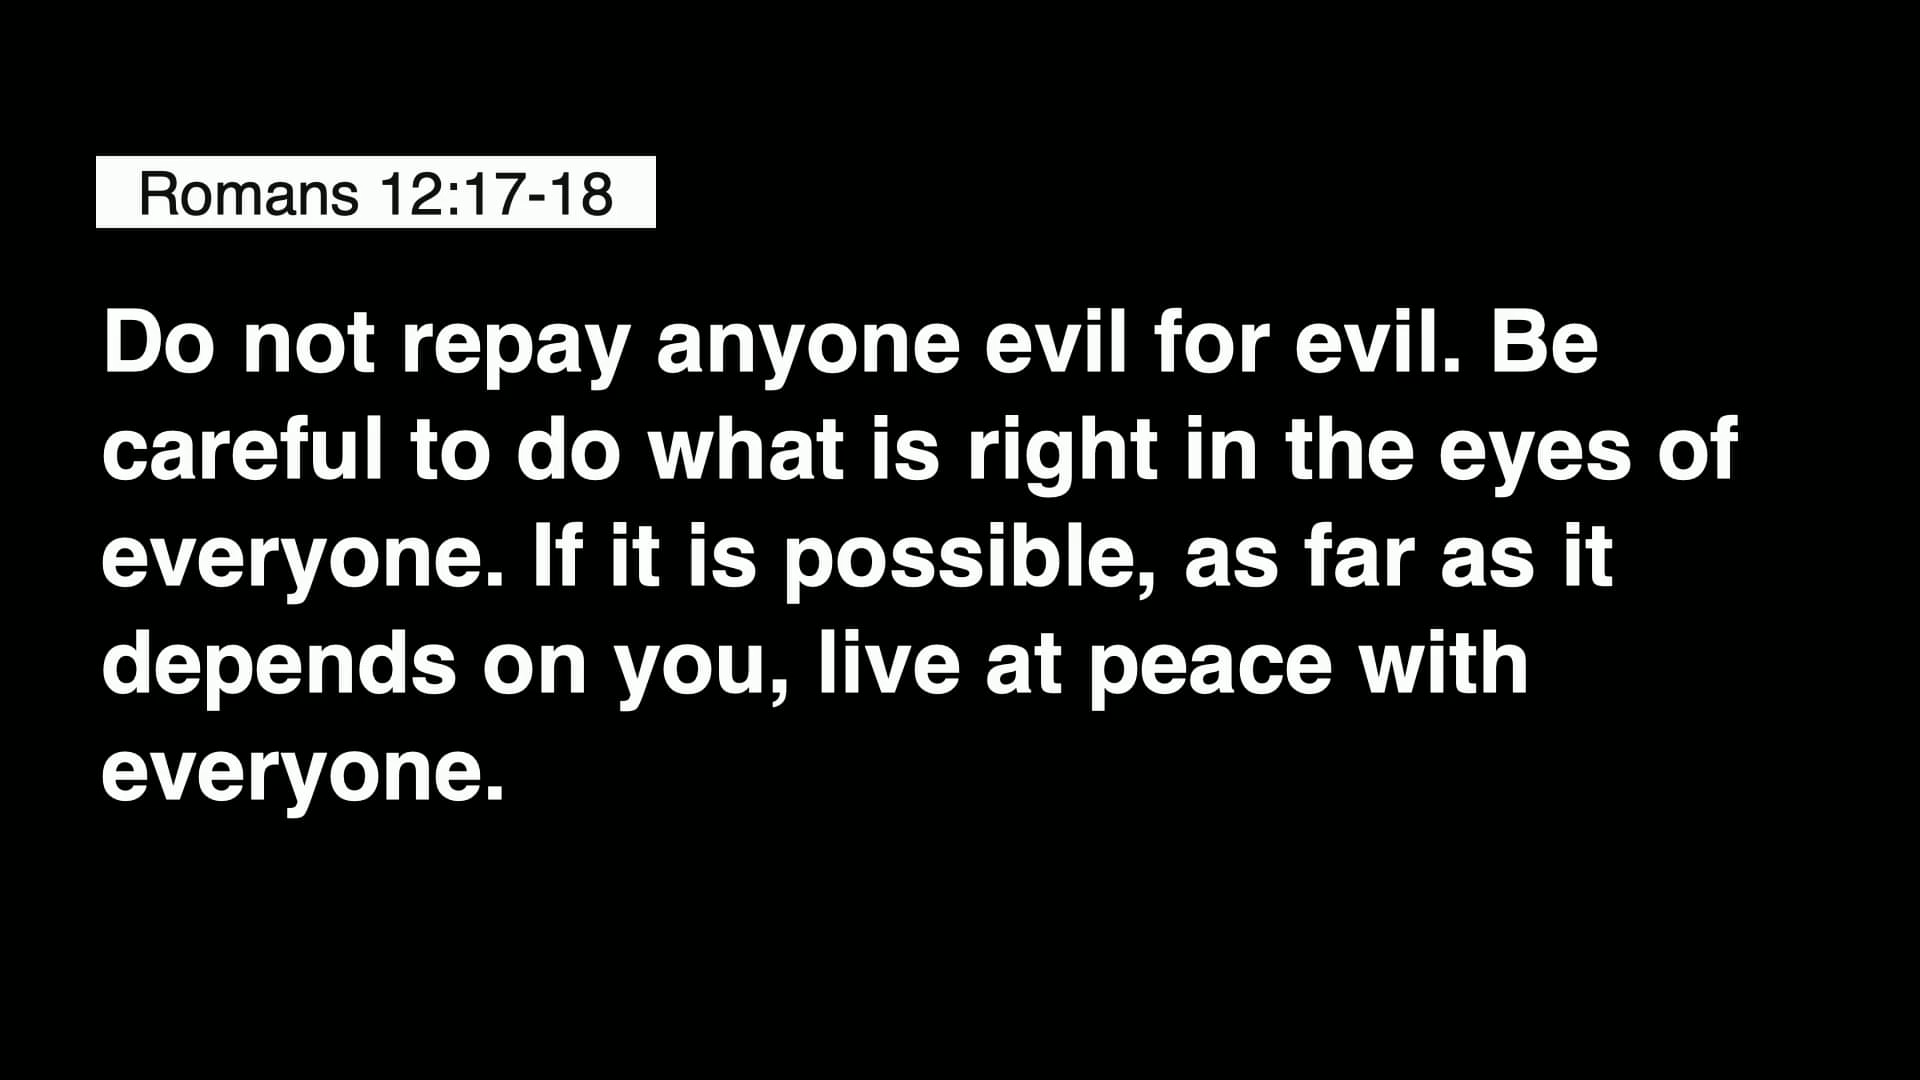 Romans 12:17-18
Do not repay anyone evil for evil. Be
careful to do what is right in the eyes of
everyone. If it is possible, as far as it
depends on you, live at peace with
everyone.